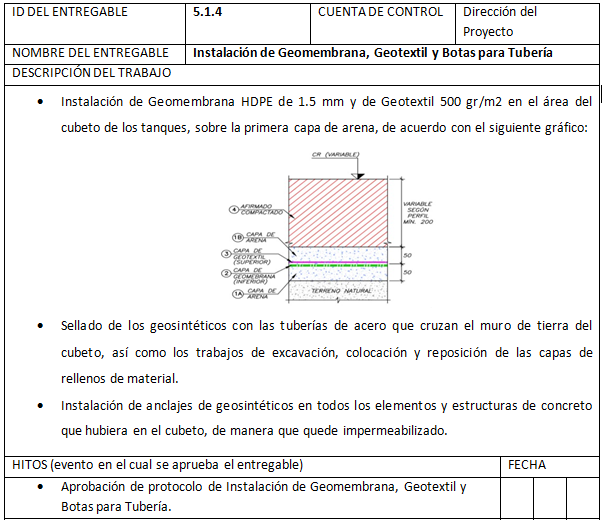 ID DEL ENTREGABLE 5.1.4 CUENTA DE CONTROL Dirección del
Proyecto
NOMBRE DEL ENTREGABLE Instalación de Geomembrana, Geotextil y Botas para Tubería
DESCRIPCIÓN DEL TRABAJO
• Instalación de Geomembrana HDPE de 1.5 mm y de Geotextil 500 gr/m2 en el área del
cubeto de los tanques, sobre la primera capa de arena, de acuerdo con el siguiente gráfico:
CR (VARIABLE)
4 AFIRMADO
COMPACTADO
VARIABLE
SEGÚN
PERFIL
MÍN. 200
1B CAPA DE
ARENA
3 CAPA DE
GEOTEXTIL
(SUPERIOR)
50
2 CAPA DE
GEOMEBRANA
(INFERIOR)
50
1A CAPA DE
ARENA
TERRENO NATURAL
• Sellado de los geosintéticos con las tuberías de acero que cruzan el muro de tierra del
cubeto, así como los trabajos de excavación, colocación y reposición de las capas de
rellenos de material.
• Instalación de anclajes de geosintéticos en todos los elementos y estructuras de concreto
que hubiera en el cubeto, de manera que quede impermeabilizado.
HITOS (evento en el cual se aprueba el entregable) FECHA
• Aprobación de protocolo de Instalación de Geomembrana, Geotextil y
Botas para Tubería.